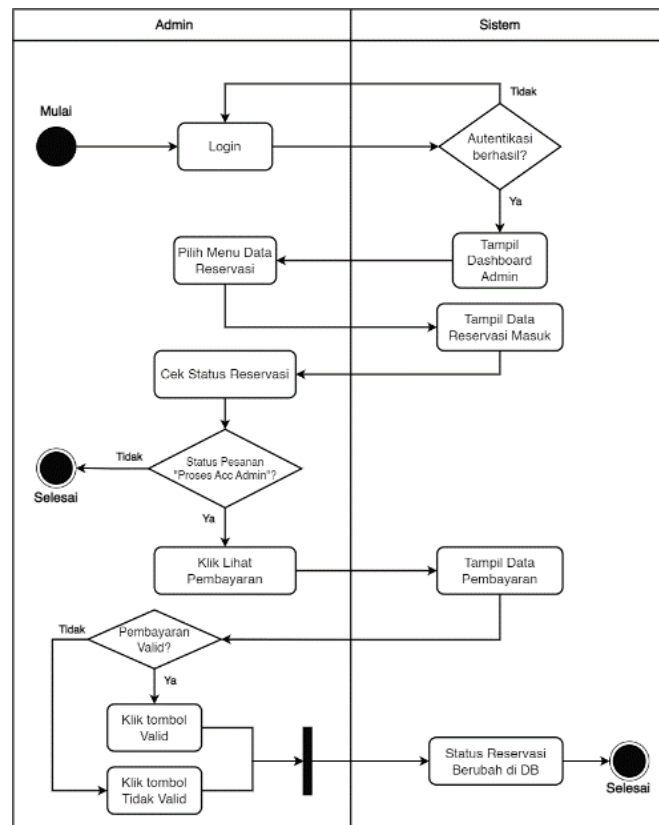 Admin
Sistem
Mulai
Tidak
Login
Autentikasi
berhasil?
Ya
Pilih Menu Data
Reservasi
Tampil
Dashboard
Admin
Tampil Data
Reservasi Masuk
Cek Status Reservasi
Tidak
Status Pesanan
"Proses Acc Admin"?
Selesai
Ya
Klik Lihat
Pembayaran
Tampil Data
Pembayaran
Tidak
Pembayaran
Valid?
Ya
Klik tombol
Valid
Status Reservasi
Berubah di DB
Klik tombol
Tidak Valid
Selesai